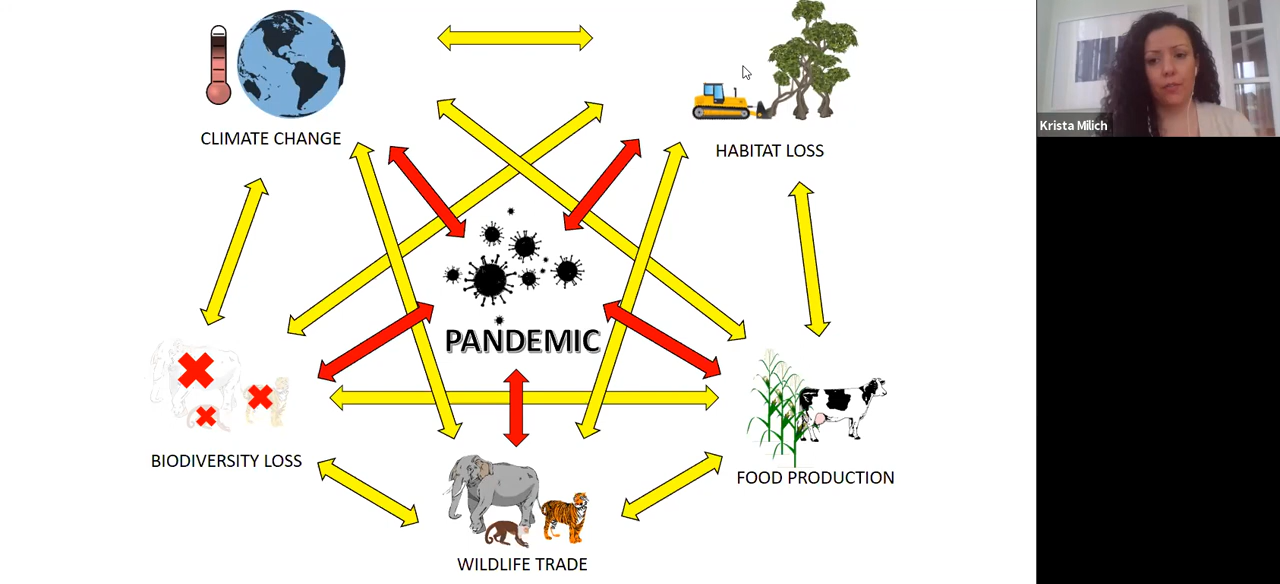 CLIMATE CHANGE
HABITAT LOSS
PANDEMIC
BIODIVERSITY LOSS
FOOD PRODUCTION
WILDLIFE TRADE
Krista Milich